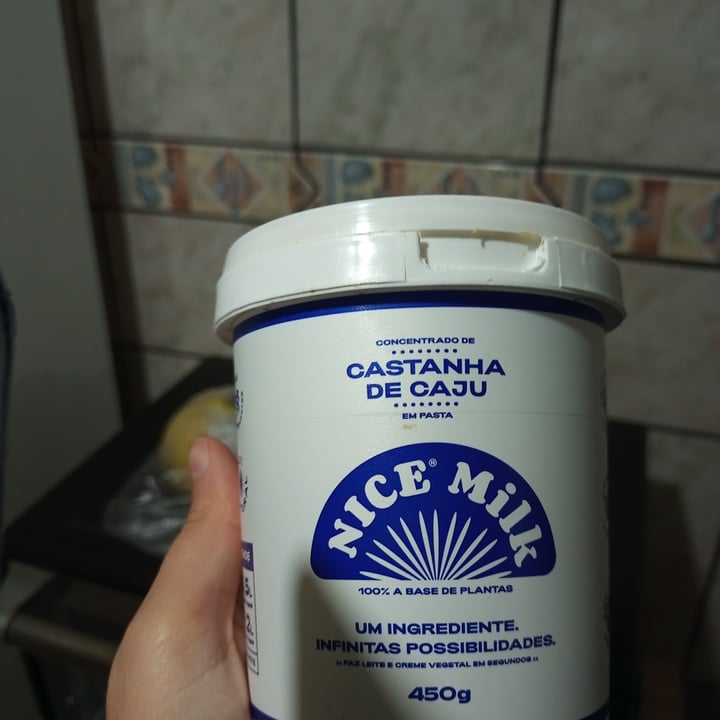 CONCENTRADO DE
CASTANHA
DE CAJU
EM PASTA
NICE® Milk
100% A BASE DE PLANTAS
UM INGREDIENTE.
INFINITAS POSSIBILIDADES.
›› FAZ LEITE E CREME VEGETAL EM SEGUNDOS ‹‹
450g